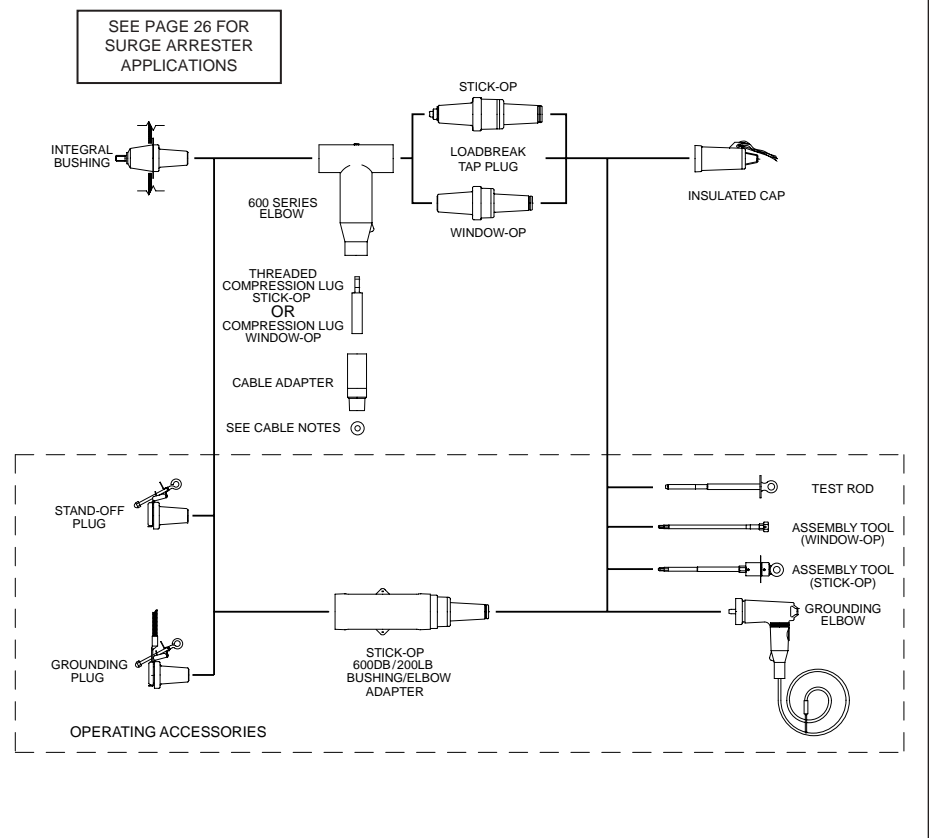 SEE PAGE 26 FOR
SURGE ARRESTER
APPLICATIONS
STICK-OP
INTEGRAL
BUSHING
LOADBREAK
TAP PLUG
INSULATED CAP
600 SERIES
ELBOW
WINDOW-OP
THREADED
COMPRESSION LUG
STICK-OP
OR
COMPRESSION LUG
WINDOW-OP
CABLE ADAPTER
SEE CABLE NOTES
STAND-OFF
PLUG
TEST ROD
ASSEMBLY TOOL
(WINDOW-OP)
ASSEMBLY TOOL
(STICK-OP)
GROUNDING
ELBOW
GROUNDING
PLUG
STICK-OP
600DB/200LB
BUSHING/ELBOW
ADAPTER
OPERATING ACCESSORIES